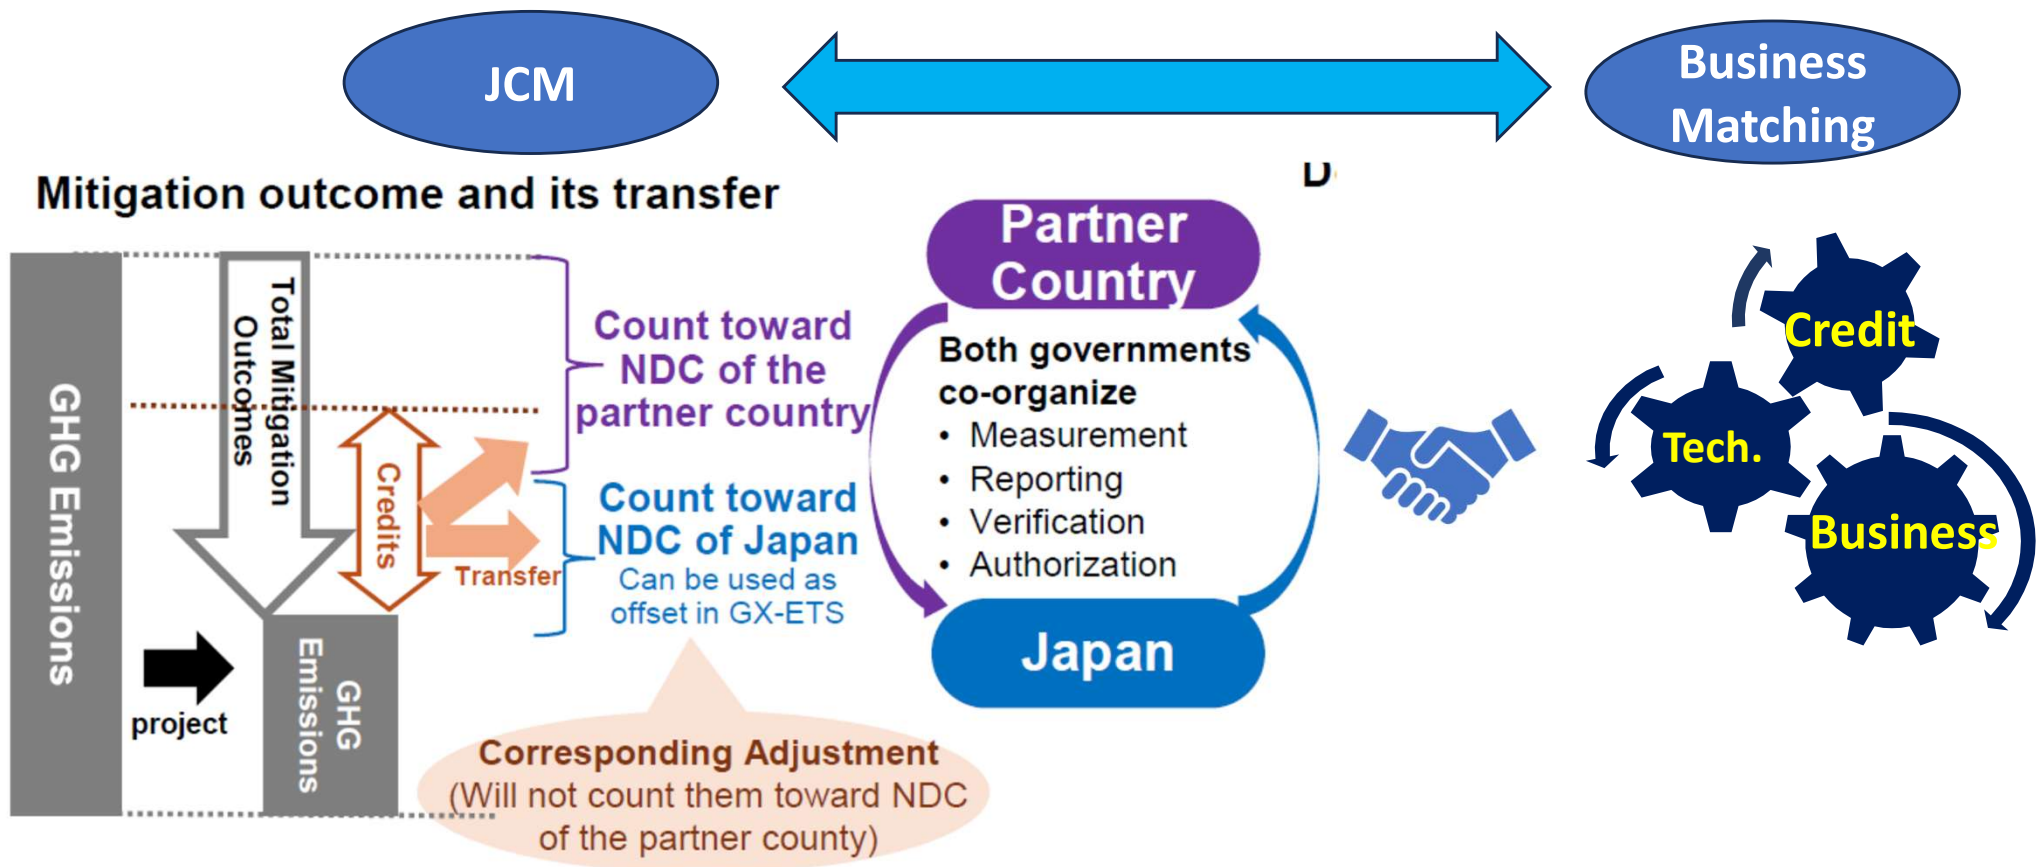 JCM
Business
Matching
Mitigation outcome and its transfer
GHG Emissions
Total Mitigation
Outcomes
Credits
Transfer
project
GHG
Emissions
Count toward
NDC of the
partner country
Count toward
NDC of Japan
Can be used as
offset in GX-ETS
Corresponding Adjustment
(Will not count them toward NDC
of the partner county)
Partner
Country
Both governments
co-organize
• Measurement
• Reporting
• Verification
• Authorization
Japan
Credit
Tech.
Business